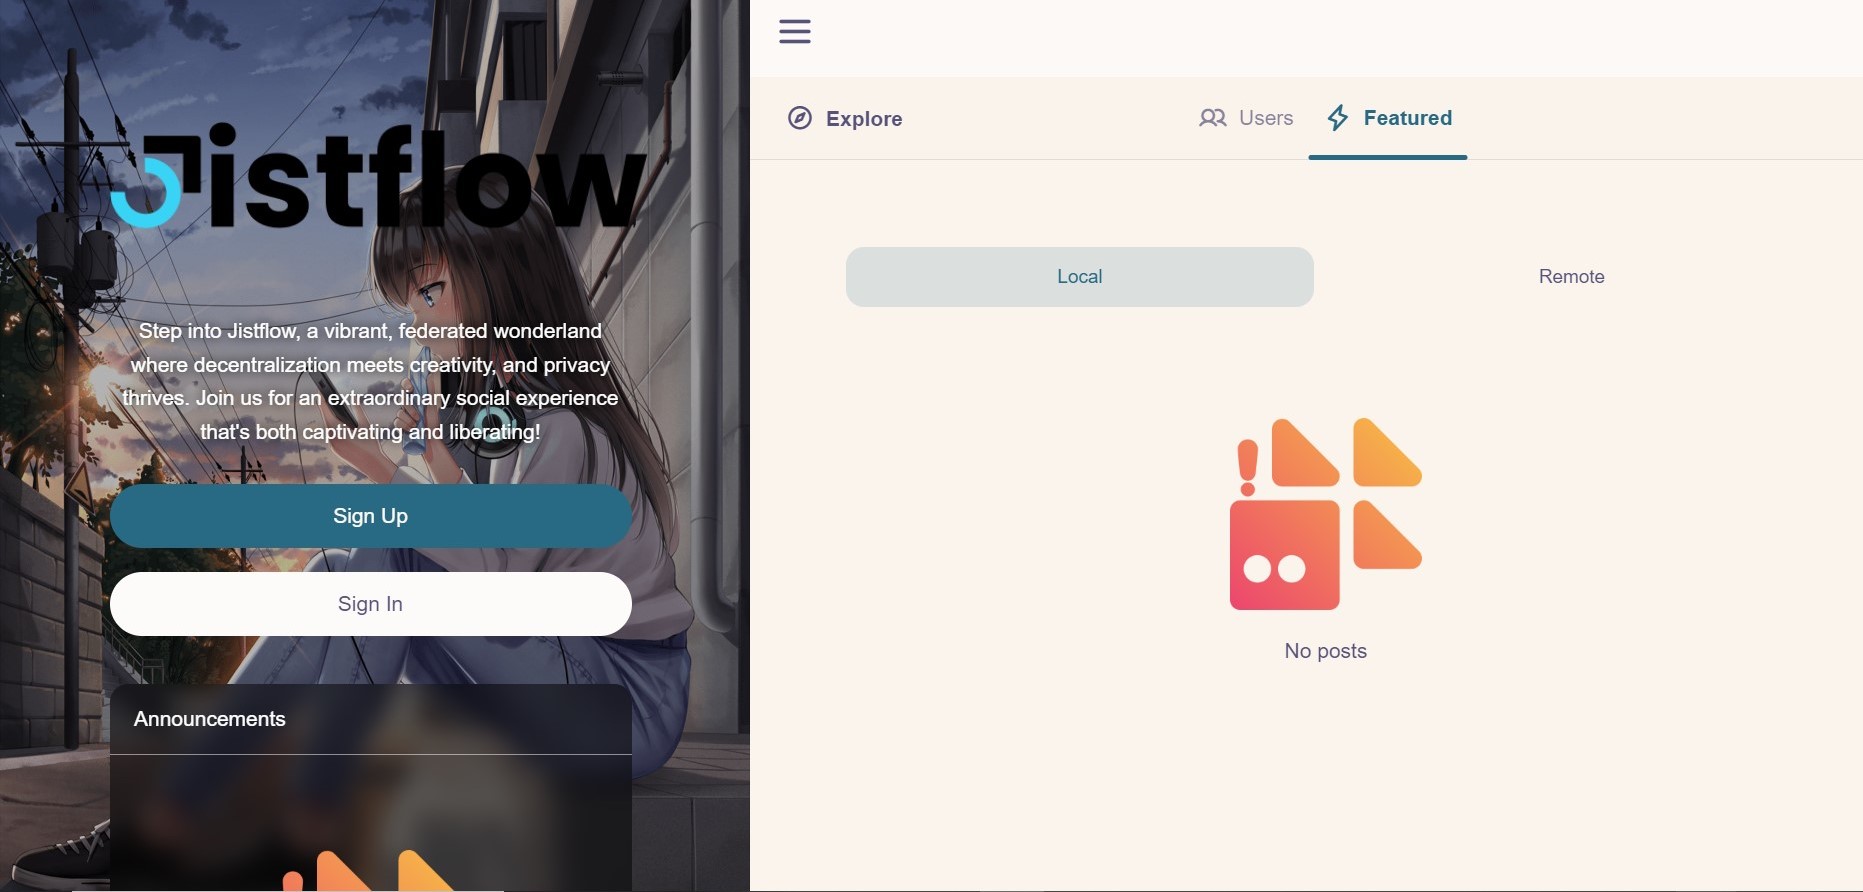 Jistflow
Step into Jistflow, a vibrant, federated wonderland
where decentralization meets creativity, and privacy
thrives. Join us for an extraordinary social experience
that's both captivating and liberating!
Sign Up
Sign In
Announcements
Explore
Users
Featured
Local
Remote
No posts